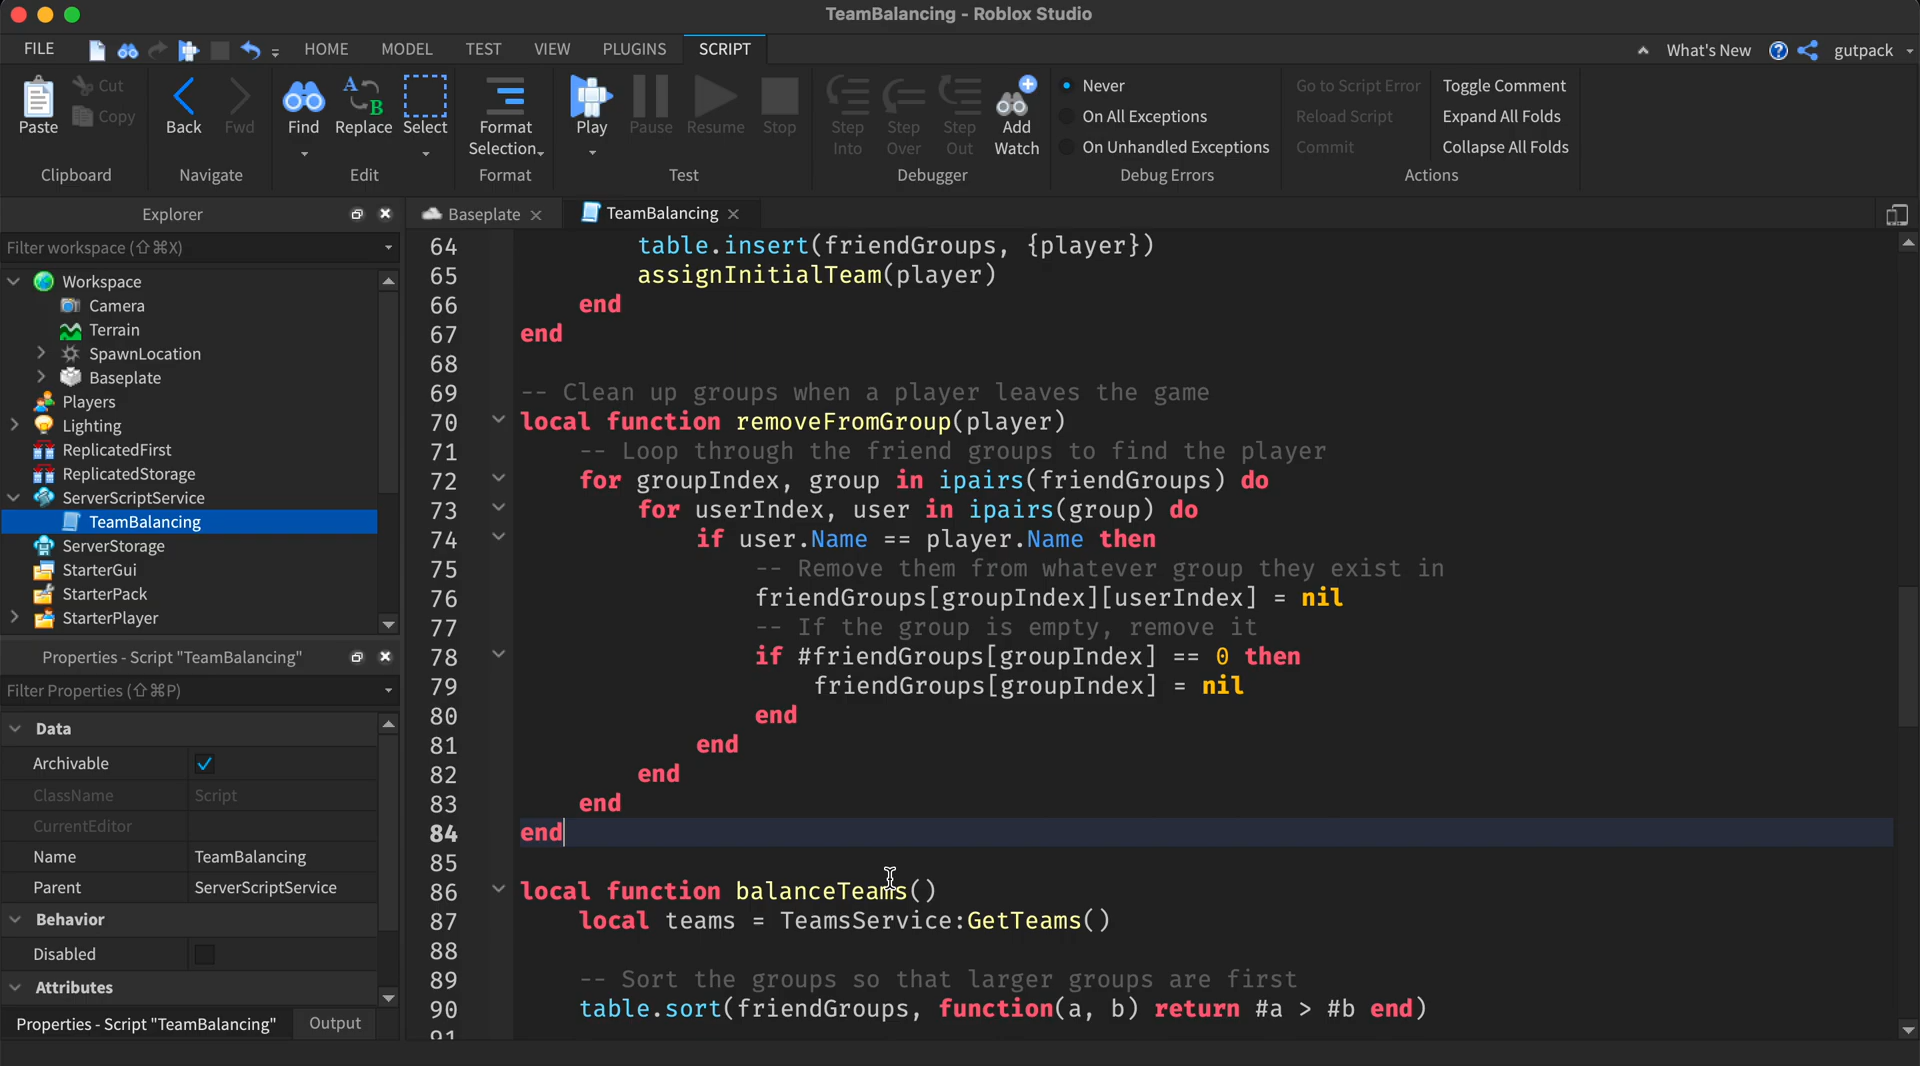 TeamBalancing - Roblox Studio
FILE HOME MODEL TEST VIEW PLUGINS SCRIPT What's New gutpack
Paste Cut Copy Back Fwd Find Replace Select Format Selection Play Pause Resume Stop Step Into Step Over Step Out Add Watch
Never
On All Exceptions
On Unhandled Exceptions
Go to Script Error
Reload Script
Commit
Toggle Comment
Expand All Folds
Collapse All Folds
Clipboard Navigate Edit Format Test Debugger Debug Errors Actions
Explorer
Filter workspace (⇧⌘X)
Workspace
Camera
Terrain
SpawnLocation
Baseplate
Players
Lighting
ReplicatedFirst
ReplicatedStorage
ServerScriptService
TeamBalancing
ServerStorage
StarterGui
StarterPack
StarterPlayer
Properties - Script "TeamBalancing"
Filter Properties (⇧⌘P)
Data
Archivable
ClassName Script
CurrentEditor
Name TeamBalancing
Parent ServerScriptService
Behavior
Disabled
Attributes
Properties - Script "TeamBalancing" Output
Baseplate TeamBalancing
64 table.insert(friendGroups, {player})
65 assignInitialTeam(player)
66 end
67 end
68
69 -- Clean up groups when a player leaves the game
70 local function removeFromGroup(player)
71 -- Loop through the friend groups to find the player
72 for groupIndex, group in ipairs(friendGroups) do
73 for userIndex, user in ipairs(group) do
74 if user.Name == player.Name then
75 -- Remove them from whatever group they exist in
76 friendGroups[groupIndex][userIndex] = nil
77 -- If the group is empty, remove it
78 if #friendGroups[groupIndex] == 0 then
79 friendGroups[groupIndex] = nil
80 end
81 end
82 end
83 end
84 end
85
86 local function balanceTeams()
87 local teams = TeamsService:GetTeams()
88
89 -- Sort the groups so that larger groups are first
90 table.sort(friendGroups, function(a, b) return #a > #b end)
91